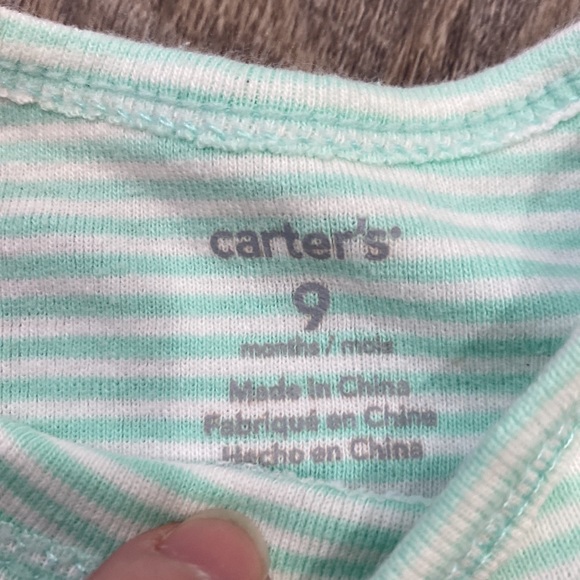 carter's®
9
months / mois
Made in China
Fabriqué en Chine
Hecho en China